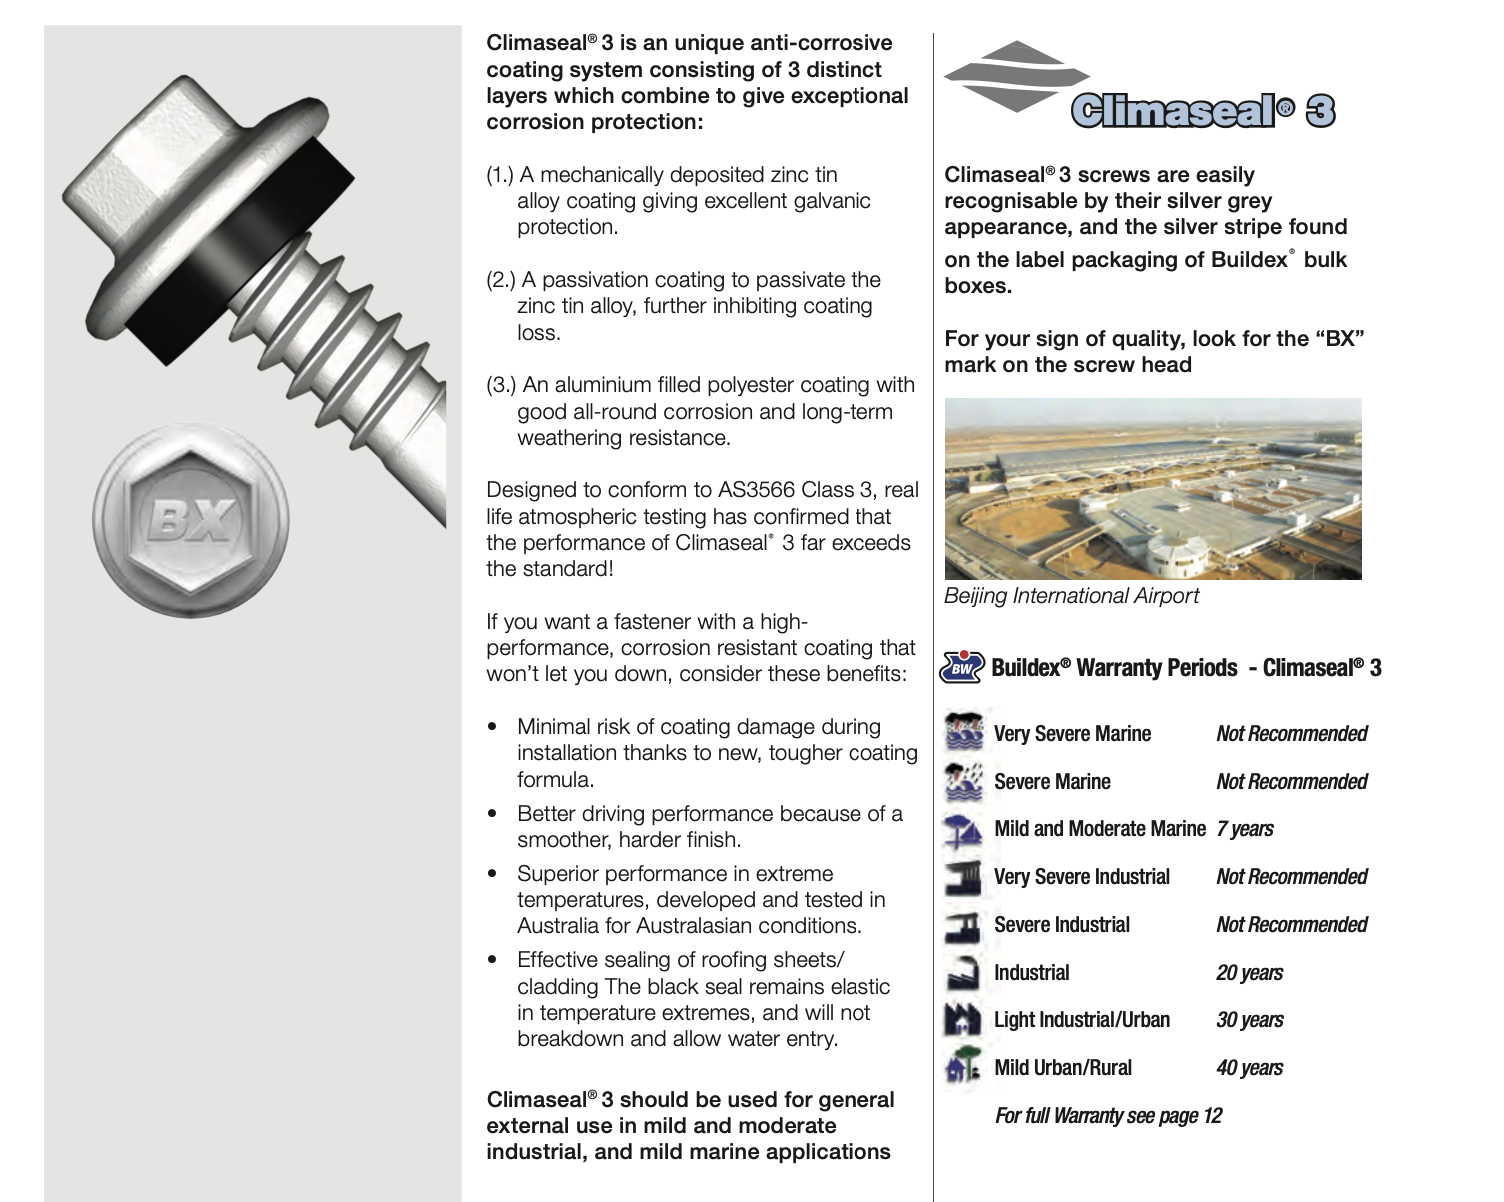 BX
Climaseal® 3 is an unique anti-corrosive
coating system consisting of 3 distinct
layers which combine to give exceptional
corrosion protection:
(1.) A mechanically deposited zinc tin
alloy coating giving excellent galvanic
protection.
(2.) A passivation coating to passivate the
zinc tin alloy, further inhibiting coating
loss.
(3.) An aluminium filled polyester coating with
good all-round corrosion and long-term
weathering resistance.
Designed to conform to AS3566 Class 3, real
life atmospheric testing has confirmed that
the performance of Climaseal® 3 far exceeds
the standard!
If you want a fastener with a high-
performance, corrosion resistant coating that
won’t let you down, consider these benefits:
• Minimal risk of coating damage during
installation thanks to new, tougher coating
formula.
• Better driving performance because of a
smoother, harder finish.
• Superior performance in extreme
temperatures, developed and tested in
Australia for Australasian conditions.
• Effective sealing of roofing sheets/
cladding The black seal remains elastic
in temperature extremes, and will not
breakdown and allow water entry.
Climaseal® 3 should be used for general
external use in mild and moderate
industrial, and mild marine applications
Climaseal® 3
Climaseal® 3 screws are easily
recognisable by their silver grey
appearance, and the silver stripe found
on the label packaging of Buildex® bulk
boxes.
For your sign of quality, look for the “BX”
mark on the screw head
Beijing International Airport
BW Buildex® Warranty Periods - Climaseal® 3
Very Severe Marine Not Recommended
Severe Marine Not Recommended
Mild and Moderate Marine 7 years
Very Severe Industrial Not Recommended
Severe Industrial Not Recommended
Industrial 20 years
Light Industrial/Urban 30 years
Mild Urban/Rural 40 years
For full Warranty see page 12